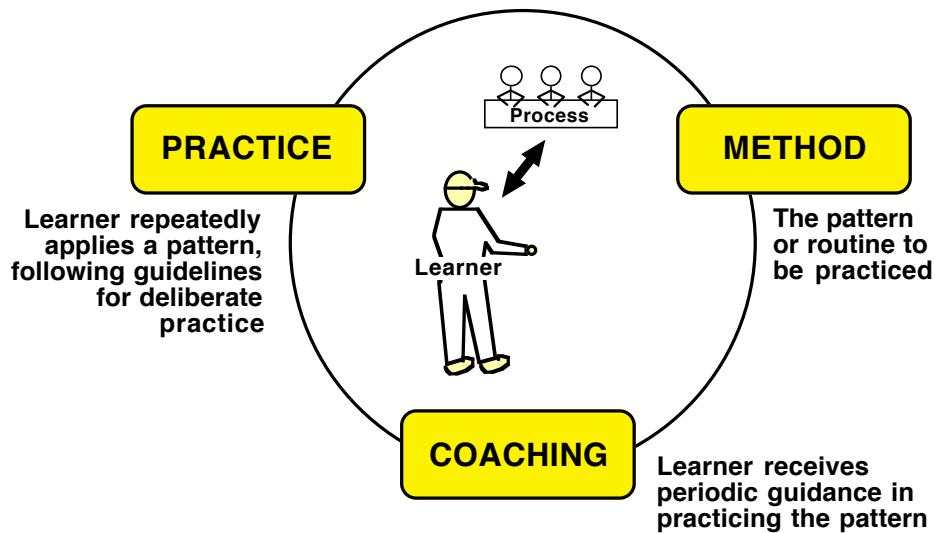 Process
PRACTICE
METHOD
Learner repeatedly
applies a pattern,
following guidelines
for deliberate
practice
The pattern
or routine to
be practiced
Learner
COACHING
Learner receives
periodic guidance in
practicing the pattern